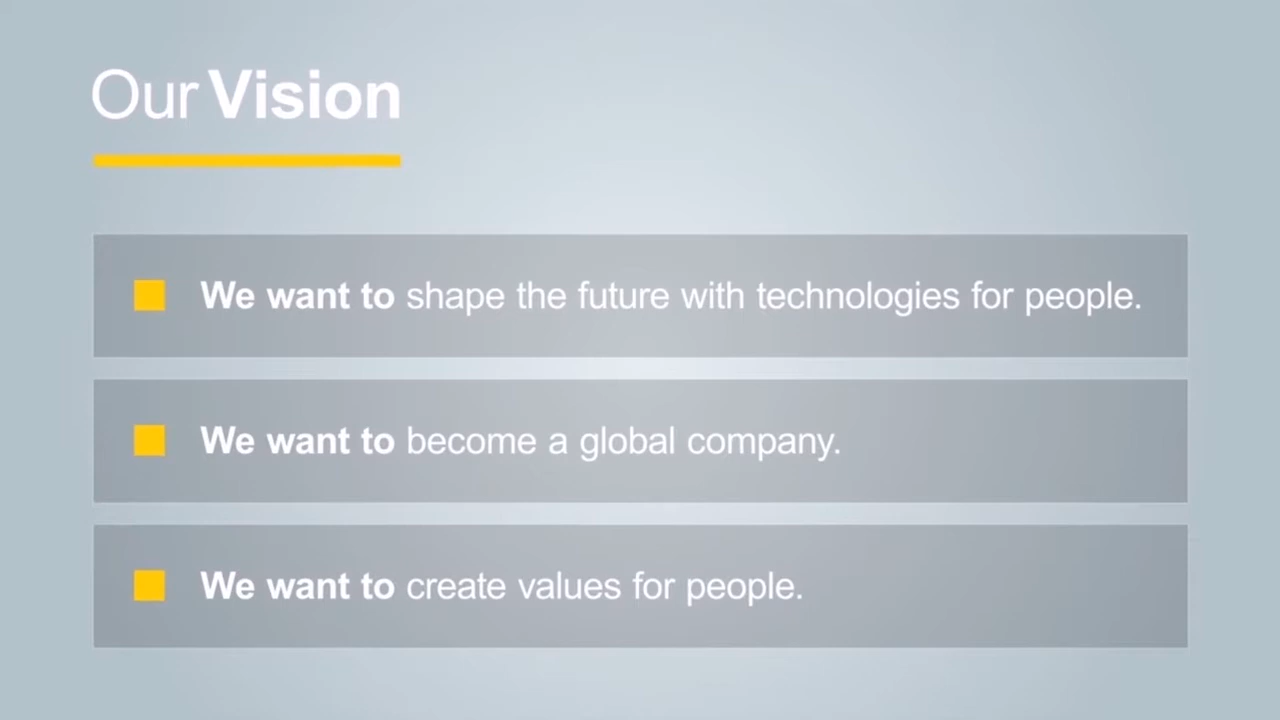 Our Vision
We want to shape the future with technologies for people.
We want to become a global company.
We want to create values for people.